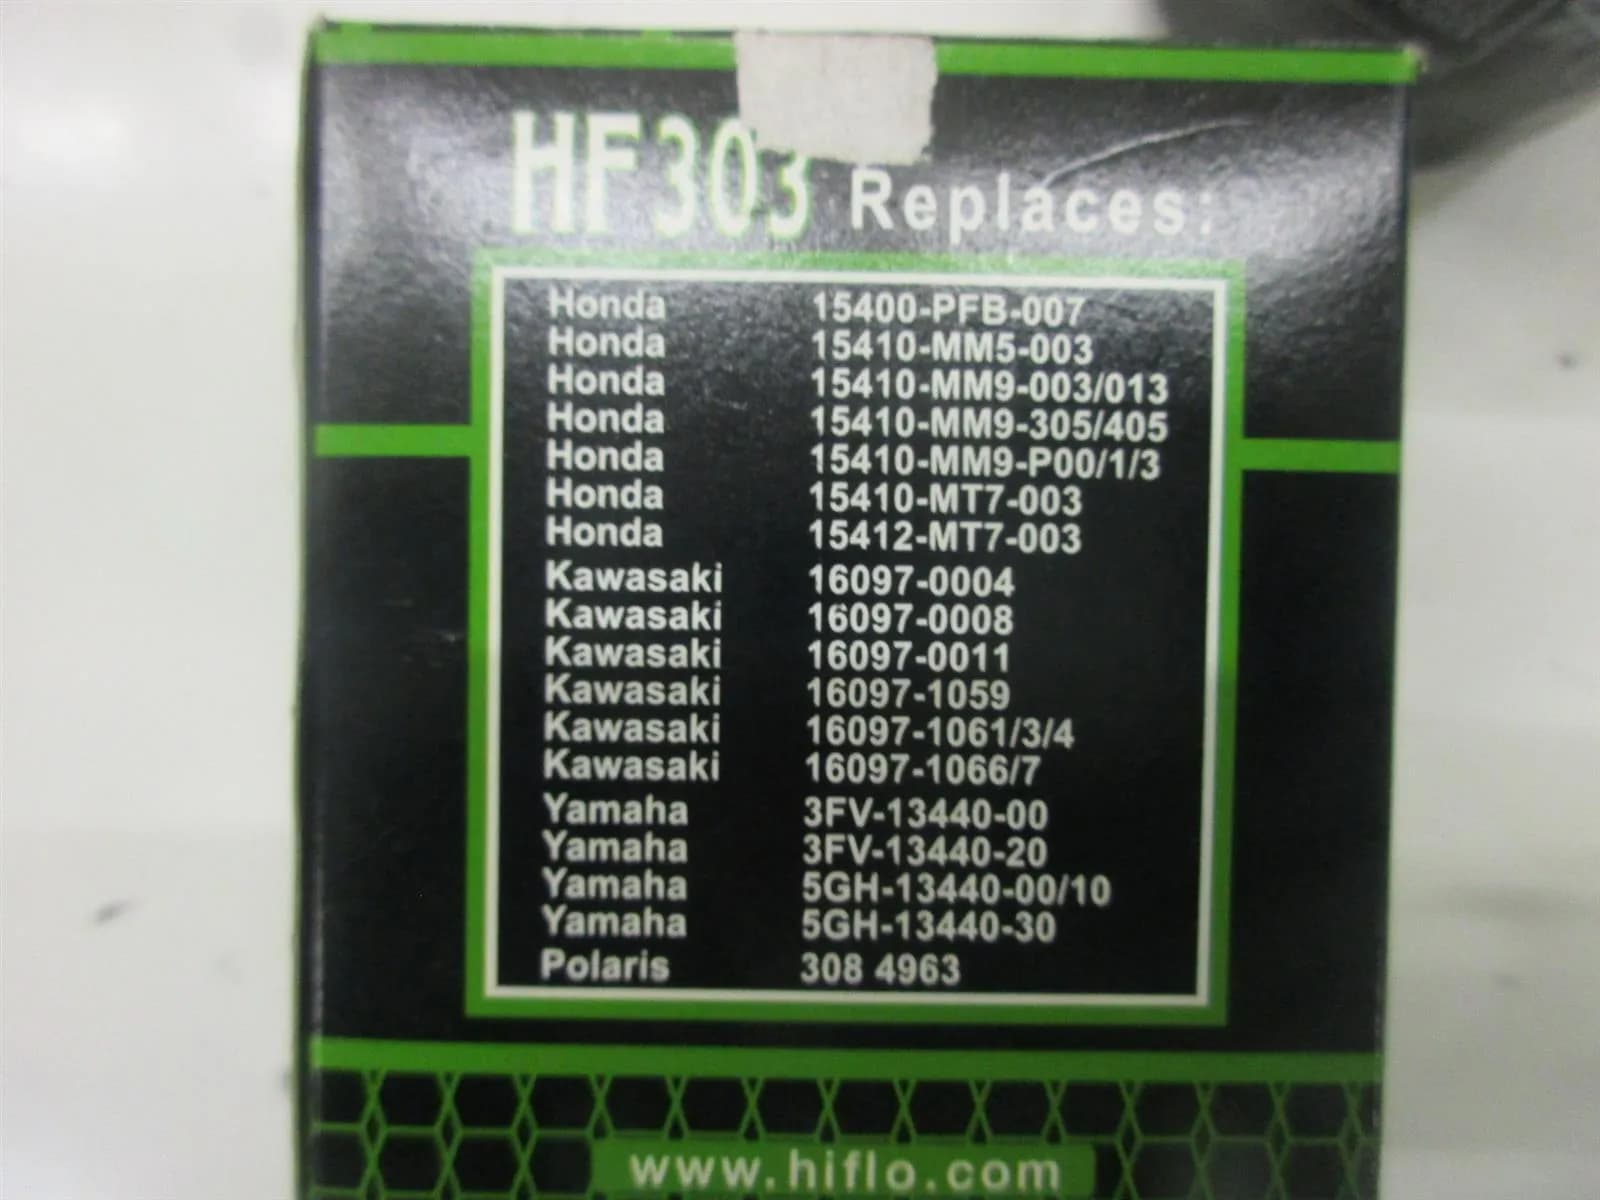 HF303 Replaces:
Honda 15400-PFB-007
Honda 15410-MM5-003
Honda 15410-MM9-003/013
Honda 15410-MM9-305/405
Honda 15410-MM9-P00/1/3
Honda 15410-MT7-003
Honda 15412-MT7-003
Kawasaki 16097-0004
Kawasaki 16097-0008
Kawasaki 16097-0011
Kawasaki 16097-1059
Kawasaki 16097-1061/3/4
Kawasaki 16097-1066/7
Yamaha 3FV-13440-00
Yamaha 3FV-13440-20
Yamaha 5GH-13440-00/10
Yamaha 5GH-13440-30
Polaris 308 4963
www.hiflo.com